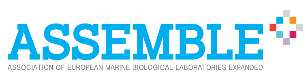 ASSEMBLE
ASSOCIATION OF EUROPEAN MARINE BIOLOGICAL LABORATORIES EXPANDED